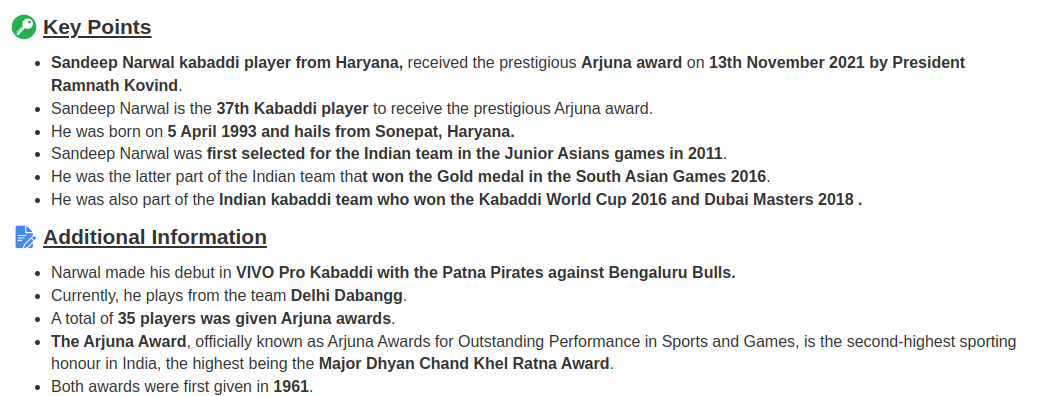 Key Points
• Sandeep Narwal kabaddi player from Haryana, received the prestigious Arjuna award on 13th November 2021 by President
Ramnath Kovind.
• Sandeep Narwal is the 37th Kabaddi player to receive the prestigious Arjuna award.
• He was born on 5 April 1993 and hails from Sonepat, Haryana.
• Sandeep Narwal was first selected for the Indian team in the Junior Asians games in 2011.
• He was the latter part of the Indian team that won the Gold medal in the South Asian Games 2016.
• He was also part of the Indian kabaddi team who won the Kabaddi World Cup 2016 and Dubai Masters 2018 .
Additional Information
• Narwal made his debut in VIVO Pro Kabaddi with the Patna Pirates against Bengaluru Bulls.
• Currently, he plays from the team Delhi Dabangg.
• A total of 35 players was given Arjuna awards.
• The Arjuna Award, officially known as Arjuna Awards for Outstanding Performance in Sports and Games, is the second-highest sporting
honour in India, the highest being the Major Dhyan Chand Khel Ratna Award.
• Both awards were first given in 1961.